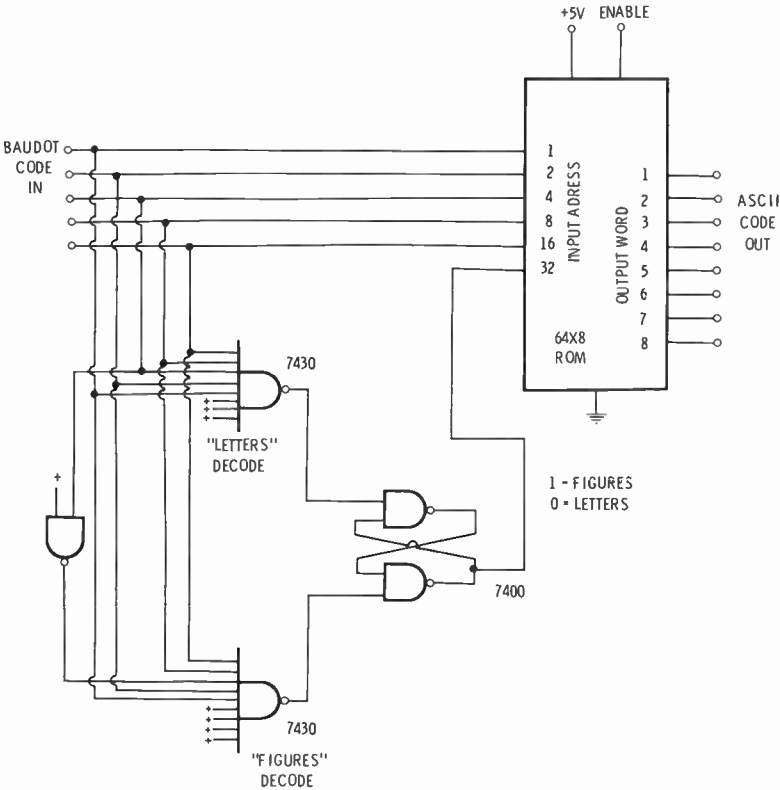 +5V ENABLE
BAUDOT
CODE
IN
1
2
4
8
16
32
INPUT ADRESS
OUTPUT WORD
1
2
3
4
5
6
7
8
64X8
ROM
ASCII
CODE
OUT
7430
+
+
+
"LETTERS"
DECODE
+
1 - FIGURES
0 = LETTERS
7400
7430
+
+
+
+
"FIGURES"
DECODE